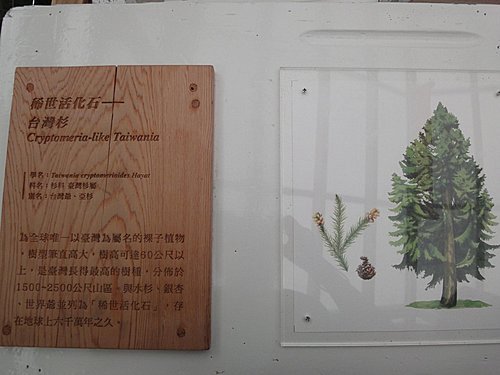 稀世活化石──
台灣杉
Cryptomeria-like Taiwania
學名：Taiwania cryptomerioides Hayat
科名：杉科 臺灣杉屬
別名：台灣爺、亞杉
為全球唯一以臺灣為屬名的裸子植物
，樹型筆直高大，樹高可達60公尺以
上，是臺灣長得最高的樹種，分佈於
1500~2500公尺山區。與水杉、銀杏
、世界爺並列為「稀世活化石」，存
在地球上六千萬年之久。